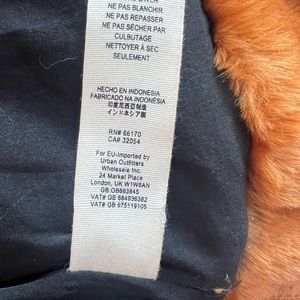 NE PAS BLANCHIR
NE PAS REPASSER
NE PAS SÉCHER PAR
CULBUTAGE
NETTOYER À SEC
SEULEMENT
HECHO EN INDONESIA
FABRICADO NA INDONÉSIA
印度尼西亞制造
インドネシア製
RN# 66170
CA# 32054
For EU-Imported by
Urban Outfitters
Wholesale Inc.
24 Market Place
London, UK W1W8AN
GB:GB883845
VAT# GB 684936382
VAT# GB 975119105